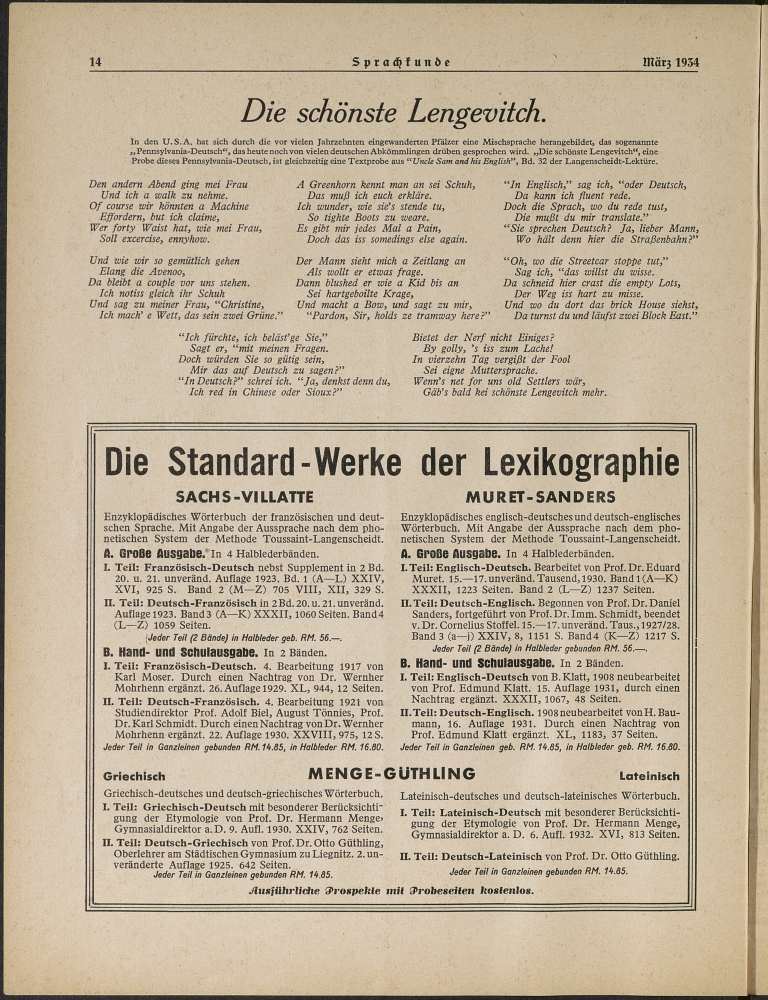 14
Sprachkunde
März 1934
Die schönste Lengevitch.
In den U.S.A. hat sich durch die vor vielen Jahrzehnten eingewanderten Pfälzer eine Mischsprache herangebildet, das sogenannte
„Pennsylvania-Deutsch“, das heute noch von vielen deutschen Abkömmlingen drüben gesprochen wird. „Die schönste Lengevitch“, eine
Probe dieses Pennsylvania-Deutsch, ist gleichzeitig eine Textprobe aus “Uncle Sam and his English”, Bd. 32 der Langenscheidt-Lektüre.
Den andern Abend ging mei Frau
Und ich a walk zu nehme.
Of course wir könnten a Machine
Effordern, but ich claime,
Wer forty Waist hat, wie mei Frau,
Soll excercise, ennyhow.
Und wie wir so gemütlich gehen
Elang die Avenoo,
Da bleibt a couple vor uns stehen.
Ich notiss gleich ihr Schuh
Und sag zu meiner Frau, “Christine,
Ich mach' e Wett, das sein zwei Grüne.”
A Greenhorn kennt man an sei Schuh,
Das muß ich euch erkläre.
Ich wunder, wie sie's stende tu,
So tighte Boots zu weare.
Es gibt mir jedes Mal a Pain,
Doch das iss somedings else again.
Der Mann sieht mich a Zeitlang an
Als wollt er etwas frage.
Dann blushed er wie a Kid bis an
Sei hartgeboilte Krage,
Und macht a Bow, und sagt zu mir,
“Pardon, Sir, holds ze tramway here?”
“In Englisch,” sag ich, “oder Deutsch,
Da kann ich fluent rede.
Doch die Sprach, wo du rede tust,
Die mußt du mir translate.”
“Sie sprechen Deutsch? Ja, lieber Mann,
Wo hält denn hier die Straßenbahn?”
“Oh, wo die Streetcar stoppe tut,”
Sag ich, “das willst du wisse.
Da schneid hier crast die empty Lots,
Der Weg iss hart zu misse.
Und wo du dort das brick House siehst,
Da turnst du und läufst zwei Block East.”
“Ich fürchte, ich beläst'ge Sie,”
Sagt er, “mit meinen Fragen.
Doch würden Sie so gütig sein,
Mir das auf Deutsch zu sagen?”
“In Deutsch?” schrei ich. “Ja, denkst denn du,
Ich red in Chinese oder Sioux?”
Bietet der Nerf nicht Einiges?
By golly, 's iss zum Lache!
In vierzehn Tag vergißt der Fool
Sei eigne Muttersprache.
Wenn's net for uns old Settlers wär,
Gäb's bald kei schönste Lengevitch mehr.
Die Standard-Werke der Lexikographie
SACHS-VILLATTE
Enzyklopädisches Wörterbuch der französischen und deut-
schen Sprache. Mit Angabe der Aussprache nach dem pho-
netischen System der Methode Toussaint-Langenscheidt.
A. Große Ausgabe. In 4 Halblederbänden.
I. Teil: Französisch-Deutsch nebst Supplement in 2 Bd.
20. u. 21. unveränd. Auflage 1923. Bd. 1 (A—L) XXIV,
XVI, 925 S. Band 2 (M—Z) 705 VIII, XII, 329 S.
II. Teil: Deutsch-Französisch in 2 Bd. 20. u. 21. unveränd.
Auflage 1923. Band 3 (A—K) XXXII, 1060 Seiten. Band 4
(L—Z) 1059 Seiten.
Jeder Teil (2 Bände) in Halbleder geb. RM. 56.—.
B. Hand- und Schulausgabe. In 2 Bänden.
I. Teil: Französisch-Deutsch. 4. Bearbeitung 1917 von
Karl Moser. Durch einen Nachtrag von Dr. Wernher
Mohrhenn ergänzt. 26. Auflage 1929. XL, 944, 12 Seiten.
II. Teil: Deutsch-Französisch. 4. Bearbeitung 1921 von
Studiendirektor Prof. Adolf Biel, August Tönnies, Prof.
Dr. Karl Schmidt. Durch einen Nachtrag von Dr. Wernher
Mohrhenn ergänzt. 22. Auflage 1930. XXVIII, 975, 12 S.
Jeder Teil in Ganzleinen gebunden RM. 14.85, in Halbleder RM. 16.80.
MURET-SANDERS
Enzyklopädisches englisch-deutsches und deutsch-englisches
Wörterbuch. Mit Angabe der Aussprache nach dem pho-
netischen System der Methode Toussaint-Langenscheidt.
A. Große Ausgabe. In 4 Halblederbänden.
I. Teil: Englisch-Deutsch. Bearbeitet von Prof. Dr. Eduard
Muret. 15.—17. unveränd. Tausend, 1930. Band 1 (A—K)
XXXII, 1223 Seiten. Band 2 (L—Z) 1237 Seiten.
II. Teil: Deutsch-Englisch. Begonnen von Prof. Dr. Daniel
Sanders, fortgeführt von Prof. Dr. Imm. Schmidt, beendet
v. Dr. Cornelius Stoffel. 15.—17. unveränd. Taus., 1927/28.
Band 3 (a—j) XXIV, 8, 1151 S. Band 4 (K—Z) 1217 S.
Jeder Teil (2 Bände) in Halbleder gebunden RM. 56.—.
B. Hand- und Schulausgabe. In 2 Bänden.
I. Teil: Englisch-Deutsch von B. Klatt, 1908 neubearbeitet
von Prof. Edmund Klatt. 15. Auflage 1931, durch einen
Nachtrag ergänzt. XXXII, 1067, 48 Seiten.
II. Teil: Deutsch-Englisch. 1908 neubearbeitet von H. Bau-
mann, 16. Auflage 1931. Durch einen Nachtrag von
Prof. Edmund Klatt ergänzt. XL, 1183, 37 Seiten.
Jeder Teil in Ganzleinen geb. RM. 14.85, in Halbleder geb. RM. 16.80.
MENGE-GÜTHLING
Griechisch
Griechisch-deutsches und deutsch-griechisches Wörterbuch.
I. Teil: Griechisch-Deutsch mit besonderer Berücksichti-
gung der Etymologie von Prof. Dr. Hermann Menge,
Gymnasialdirektor a. D. 9. Aufl. 1930. XXIV, 762 Seiten.
II. Teil: Deutsch-Griechisch von Prof. Dr. Otto Güthling,
Oberlehrer am Städtischen Gymnasium zu Liegnitz. 2. un-
veränderte Auflage 1925. 642 Seiten.
Jeder Teil in Ganzleinen gebunden RM. 14.85.
Lateinisch
Lateinisch-deutsches und deutsch-lateinisches Wörterbuch.
I. Teil: Lateinisch-Deutsch mit besonderer Berücksichti-
gung der Etymologie von Prof. Dr. Hermann Menge,
Gymnasialdirektor a. D. 6. Aufl. 1932. XVI, 813 Seiten.
II. Teil: Deutsch-Lateinisch von Prof. Dr. Otto Güthling.
Jeder Teil in Ganzleinen gebunden RM. 14.85.
Ausführliche Prospekte mit Probeseiten kostenlos.